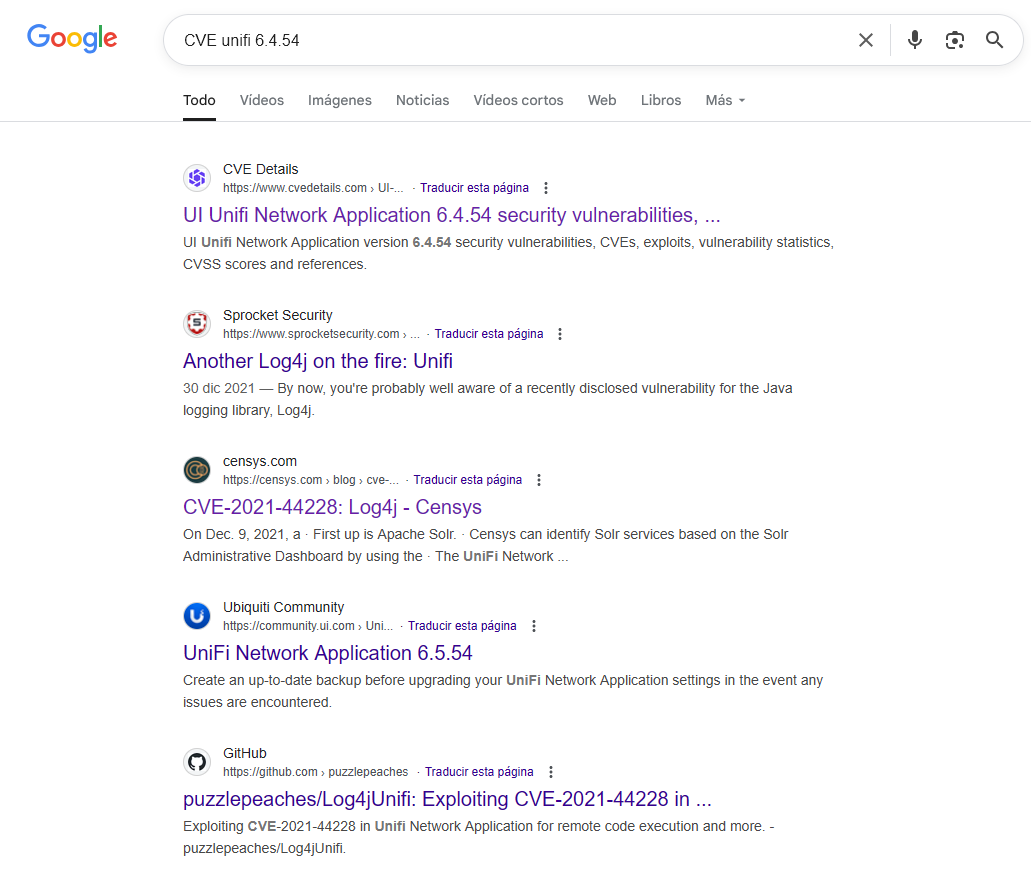 Google
CVE unifi 6.4.54
Todo Vídeos Imágenes Noticias Vídeos cortos Web Libros Más
CVE Details
https://www.cvedetails.com › UI-... · Traducir esta página
UI Unifi Network Application 6.4.54 security vulnerabilities, ...
UI Unifi Network Application version 6.4.54 security vulnerabilities, CVEs, exploits, vulnerability statistics,
CVSS scores and references.
Sprocket Security
https://www.sprocketsecurity.com › ... · Traducir esta página
Another Log4j on the fire: Unifi
30 dic 2021 — By now, you're probably well aware of a recently disclosed vulnerability for the Java
logging library, Log4j.
censys.com
https://censys.com › blog › cve-... · Traducir esta página
CVE-2021-44228: Log4j - Censys
On Dec. 9, 2021, a · First up is Apache Solr. · Censys can identify Solr services based on the Solr
Administrative Dashboard by using the · The UniFi Network ...
Ubiquiti Community
https://community.ui.com › Uni... · Traducir esta página
UniFi Network Application 6.5.54
Create an up-to-date backup before upgrading your UniFi Network Application settings in the event any
issues are encountered.
GitHub
https://github.com › puzzlepeaches · Traducir esta página
puzzlepeaches/Log4jUnifi: Exploiting CVE-2021-44228 in ...
Exploiting CVE-2021-44228 in Unifi Network Application for remote code execution and more. -
puzzlepeaches/Log4jUnifi.